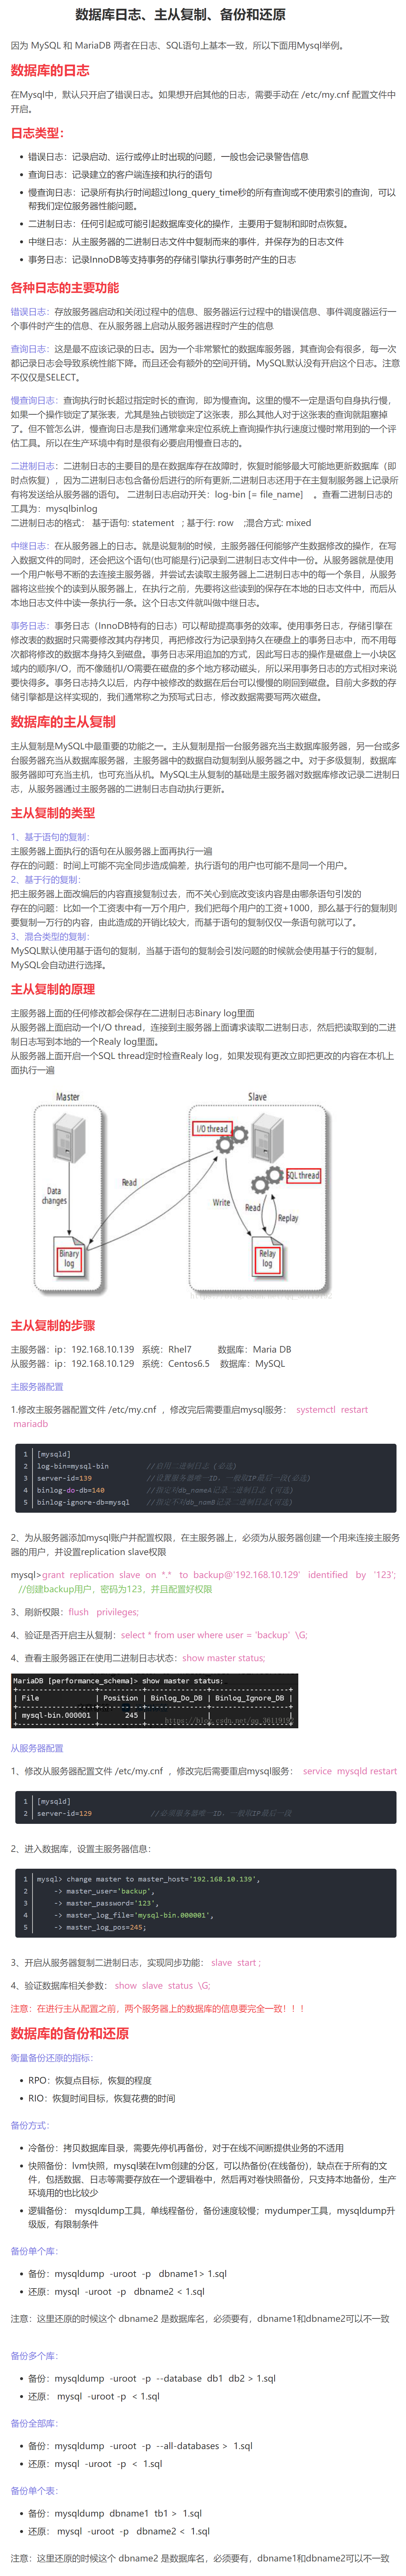 数据库日志、主从复制、备份和还原
因为 MySQL 和 MariaDB 两者在日志、SQL语句上基本一致，所以下面用Mysql举例。
数据库的日志
在Mysql中，默认只开启了错误日志。如果想开启其他的日志，需要手动在 /etc/my.cnf 配置文件中
开启。
日志类型：
错误日志：记录启动、运行或停止时出现的问题，一般也会记录警告信息
查询日志：记录建立的客户端连接和执行的语句
慢查询日志：记录所有执行时间超过long_query_time秒的所有查询或不使用索引的查询，可以
帮我们定位服务器性能问题。
二进制日志：任何引起或可能引起数据库变化的操作，主要用于复制和即时点恢复。
中继日志：从主服务器的二进制日志文件中复制而来的事件，并保存为的日志文件
事务日志：记录InnoDB等支持事务的存储引擎执行事务时产生的日志
各种日志的主要功能
错误日志：存放服务器启动和关闭过程中的信息、服务器运行过程中的错误信息、事件调度器运行一
个事件时产生的信息、在从服务器上启动从服务器进程时产生的信息
查询日志：这是最不应该记录的日志。因为一个非常繁忙的数据库服务器，其查询会有很多，每一次
都记录日志会导致系统性能下降。而且还会有额外的空间开销。MySQL默认没有开启这个日志。注意
不仅仅是SELECT。
慢查询日志：查询执行时长超过指定时长的查询，即为慢查询。这里的慢不一定是语句自身执行慢，
如果一个操作锁定了某张表，尤其是独占锁锁定了这张表，那么其他人对于这张表的查询就阻塞掉
了。但不管怎么讲，慢查询日志是我们通常拿来定位系统上查询操作执行速度过慢时常用到的一个评
估工具。所以在生产环境中有时是很有必要启用慢查日志的。
二进制日志：二进制日志的主要目的是在数据库存在故障时，恢复时能够最大可能地更新数据库（即
时点恢复），因为二进制日志包含备份后进行的所有更新,二进制日志还用于在主复制服务器上记录所
有将发送给从服务器的语句。 二进制日志启动开关：log-bin [= file_name]    。查看二进制日志的
工具为：mysqlbinlog
二进制日志的格式： 基于语句: statement   ; 基于行: row    ;混合方式: mixed
中继日志：在从服务器上的日志。就是说复制的时候，主服务器任何能够产生数据修改的操作，在写
入数据文件的同时，还会把这个语句(也可能是行)记录到二进制日志文件中一份。从服务器就是使用
一个用户帐号不断的去连接主服务器，并尝试去读取主服务器上二进制日志中的每一个条目，从服务
器将这些挨个的读到从服务器上，在执行之前，先要将这些读到的保存在本地的日志文件中，而后从
本地日志文件中读一条执行一条。这个日志文件就叫做中继日志。
事务日志：事务日志（InnoDB特有的日志）可以帮助提高事务的效率。使用事务日志，存储引擎在
修改表的数据时只需要修改其内存拷贝，再把修改行为记录到持久在硬盘上的事务日志中，而不用每
次都将修改的数据本身持久到磁盘。事务日志采用追加的方式，因此写日志的操作是磁盘上一小块区
域内的顺序I/O，而不像随机I/O需要在磁盘的多个地方移动磁头，所以采用事务日志的方式相对来说
要快得多。事务日志持久以后，内存中被修改的数据在后台可以慢慢的刷回到磁盘。目前大多数的存
储引擎都是这样实现的，我们通常称之为预写式日志，修改数据需要写两次磁盘。
数据库的主从复制
主从复制是MySQL中最重要的功能之一。主从复制是指一台服务器充当主数据库服务器，另一台或多
台服务器充当从数据库服务器，主服务器中的数据自动复制到从服务器之中。对于多级复制，数据库
服务器即可充当主机，也可充当从机。MySQL主从复制的基础是主服务器对数据库修改记录二进制日
志，从服务器通过主服务器的二进制日志自动执行更新。
主从复制的类型
1、基于语句的复制：
主服务器上面执行的语句在从服务器上面再执行一遍
存在的问题：时间上可能不完全同步造成偏差，执行语句的用户也可能不是同一个用户。
2、基于行的复制：
把主服务器上面改编后的内容直接复制过去，而不关心到底改变该内容是由哪条语句引发的
存在的问题：比如一个工资表中有一万个用户，我们把每个用户的工资+1000，那么基于行的复制则
要复制一万行的内容，由此造成的开销比较大，而基于语句的复制仅仅一条语句就可以了。
3、混合类型的复制：
MySQL默认使用基于语句的复制，当基于语句的复制会引发问题的时候就会使用基于行的复制，
MySQL会自动进行选择。
主从复制的原理
主服务器上面的任何修改都会保存在二进制日志Binary log里面
从服务器上面启动一个I/O thread，连接到主服务器上面请求读取二进制日志，然后把读取到的二进
制日志写到本地的一个Realy log里面。
从服务器上面开启一个SQL thread定时检查Realy log，如果发现有更改立即把更改的内容在本机上
面执行一遍
Master
Slave
I/O thread
SQL thread
Data
changes
Read
Write
Read
Replay
Binary
log
Relay
log
主从复制的步骤
主服务器：ip：192.168.10.139   系统：Rhel7          数据库：Maria DB
从服务器：ip：192.168.10.129   系统：Centos6.5    数据库：MySQL
主服务器配置
1.修改主服务器配置文件 /etc/my.cnf  ，修改完后需要重启mysql服务：  systemctl  restart
mariadb
1 [mysqld]
2 log-bin=mysql-bin //启用二进制日志 (必选)
3 server-id=139 //设置服务器唯一ID，一般取IP最后一段(必选)
4 binlog-do-db=140 //指定对db_nameA记录二进制日志 (可选)
5 binlog-ignore-db=mysql //指定不对db_namB记录二进制日志(可选)
2、为从服务器添加mysql账户并配置权限，在主服务器上，必须为从服务器创建一个用来连接主服务
器的用户，并设置replication slave权限
mysql>grant  replication  slave  on  *.*   to  backup@'192.168.10.129'   identified   by   '123';
//创建backup用户，密码为123，并且配置好权限
3、刷新权限：flush   privileges;
4、验证是否开启主从复制：select * from user where user = 'backup'  \G;
4、查看主服务器正在使用二进制日志状态：show master status;
MariaDB [performance_schema]> show master status;
| File | Position | Binlog_Do_DB | Binlog_Ignore_DB |
| mysql-bin.000001 | 245 | | |
从服务器配置
1、修改从服务器配置文件 /etc/my.cnf  ，修改完后需要重启mysql服务：  service  mysqld restart
1 [mysqld]
2 server-id=129 //必须服务器唯一ID，一般取IP最后一段
2、进入数据库，设置主服务器信息：
1 mysql> change master to master_host='192.168.10.139',
2 -> master_user='backup',
3 -> master_password='123',
4 -> master_log_file='mysql-bin.000001',
5 -> master_log_pos=245;
3、开启从服务器复制二进制日志，实现同步功能：  slave  start ;
4、验证数据库相关参数：  show  slave  status  \G;
注意：在进行主从配置之前，两个服务器上的数据库的信息要完全一致！！！
数据库的备份和还原
衡量备份还原的指标：
RPO：恢复点目标，恢复的程度
RIO：恢复时间目标，恢复花费的时间
备份方式：
冷备份：拷贝数据库目录，需要先停机再备份，对于在线不间断提供业务的不适用
快照备份：lvm快照，mysql装在lvm创建的分区，可以热备份(在线备份)，缺点在于所有的文
件，包括数据、日志等需要存放在一个逻辑卷中，然后再对卷快照备份，只支持本地备份，生产
环境用的也比较少
逻辑备份： mysqldump工具，单线程备份，备份速度较慢；mydumper工具，mysqldump升
级版，有限制条件
备份单个库：
备份：mysqldump  -uroot  -p   dbname1> 1.sql
还原：mysql  -uroot  -p   dbname2 < 1.sql
注意：这里还原的时候这个 dbname2 是数据库名，必须要有，dbname1和dbname2可以不一致
备份多个库：
备份：mysqldump  -uroot  -p  --database  db1  db2 > 1.sql
还原： mysql  -uroot -p  < 1.sql
备份全部库：
备份：mysqldump  -uroot  -p  --all-databases >  1.sql
还原：mysql  -uroot  -p  <  1.sql
备份单个表：
备份：mysqldump  dbname1  tb1 >  1.sql
还原： mysql  -uroot  -p   dbname2 <  1.sql
注意：这里还原的时候这个 dbname2 是数据库名，必须要有，dbname1和dbname2可以不一致